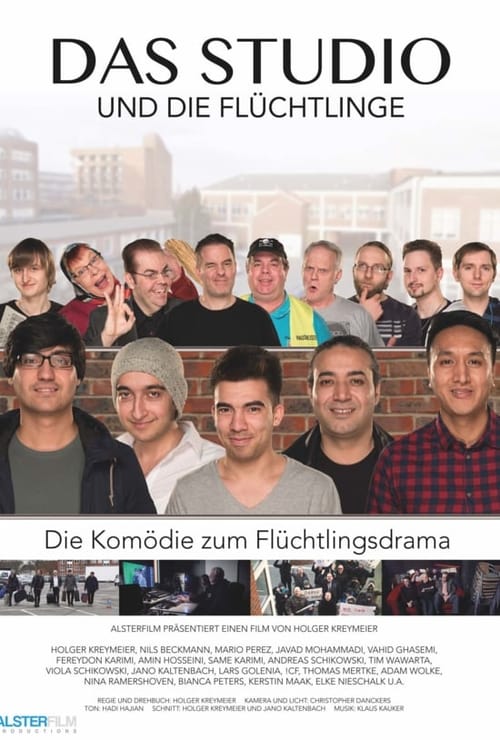 DAS STUDIO
UND DIE FLÜCHTLINGE
Die Komödie zum Flüchtlingsdrama
ALSTERFILM PRÄSENTIERT EINEN FILM VON HOLGER KREYMEIER
HOLGER KREYMEIER, NILS BECKMANN, MARIO PEREZ, JAVAD MOHAMMADI, VAHID GHASEMI,
FEREYDON KARIMI, AMIN HOSSEINI, SAME KARIMI, ANDREAS SCHIKOWSKI, TIM WAWARTA,
VIOLA SCHIKOWSKI, JANO KALTENBACH, LARS GOLENIA, ICF, THOMAS MERTKE, ADAM WOLKE,
NINA RAMERSHOVEN, BIANCA PETERS, KERSTIN MAAK, ELKE NIESCHALK U.A.
REGIE UND DREHBUCH: HOLGER KREYMEIER KAMERA UND LICHT: CHRISTOPHER DANCKERS
TON: HADI HAJIAN SCHNITT: HOLGER KREYMEIER UND JANO KALTENBACH MUSIK: KLAUS KAUKER
ALSTERFILM
PRODUCTIONS